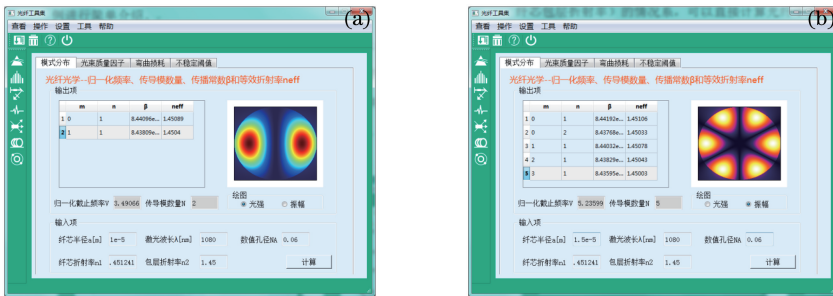 光纤工具集
(a)
查看 操作 设置 工具 帮助
模式分布 光束质量因子 弯曲损耗 不稳定阈值
光纤光学--归一化频率、传导模数量、传播常数β和等效折射率neff
输出项
m n β neff
1 0 1 8.44096e... 1.45089
2 1 1 8.43809e... 1.4504
归一化截止频率V 3.49066 传导模数量N 2
绘图
光强 振幅
输入项
纤芯半径a[m] 1e-5 激光波长λ[nm] 1080 数值孔径NA 0.06
纤芯折射率n1 .451241 包层折射率n2 1.45 计算
光纤工具集
(b)
查看 操作 设置 工具 帮助
模式分布 光束质量因子 弯曲损耗 不稳定阈值
光纤光学--归一化频率、传导模数量、传播常数β和等效折射率neff
输出项
m n β neff
1 0 1 8.44192e... 1.45106
2 0 2 8.43768e... 1.45033
3 1 1 8.44032e... 1.45078
4 2 1 8.43829e... 1.45043
5 3 1 8.43595e... 1.45003
归一化截止频率V 5.23599 传导模数量N 5
绘图
光强 振幅
输入项
纤芯半径a[m] 1.5e-5 激光波长λ[nm] 1080 数值孔径NA 0.06
纤芯折射率n1 .451241 包层折射率n2 1.45 计算